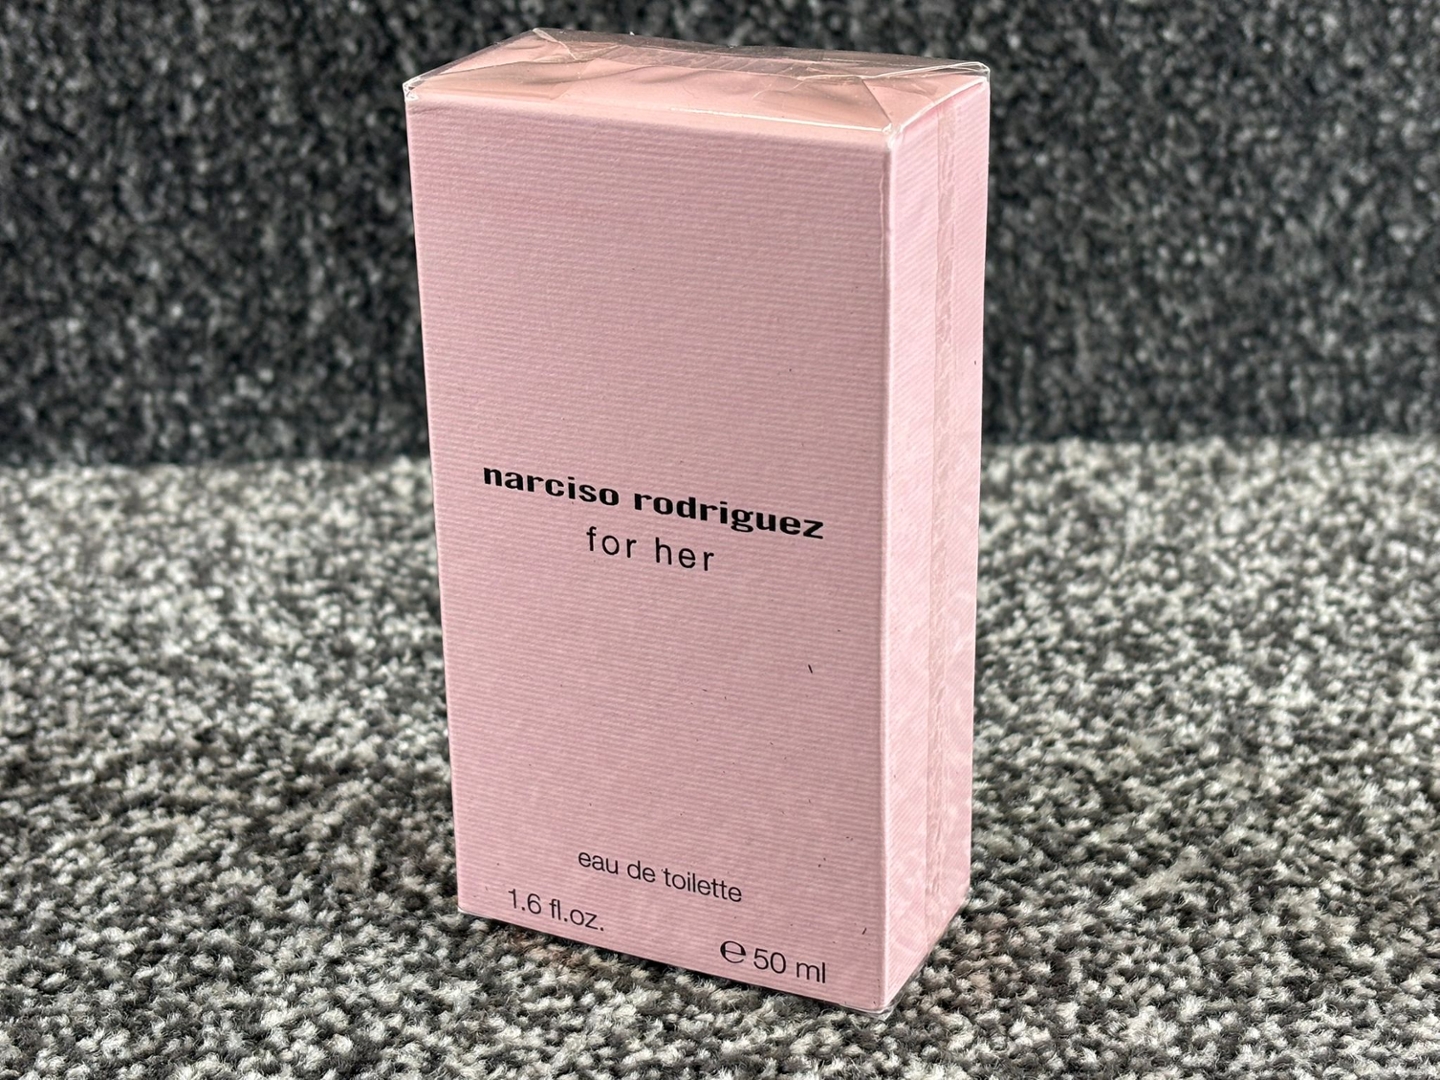 narciso rodriguez
for her
eau de toilette
1.6 fl.oz.
℮ 50 ml